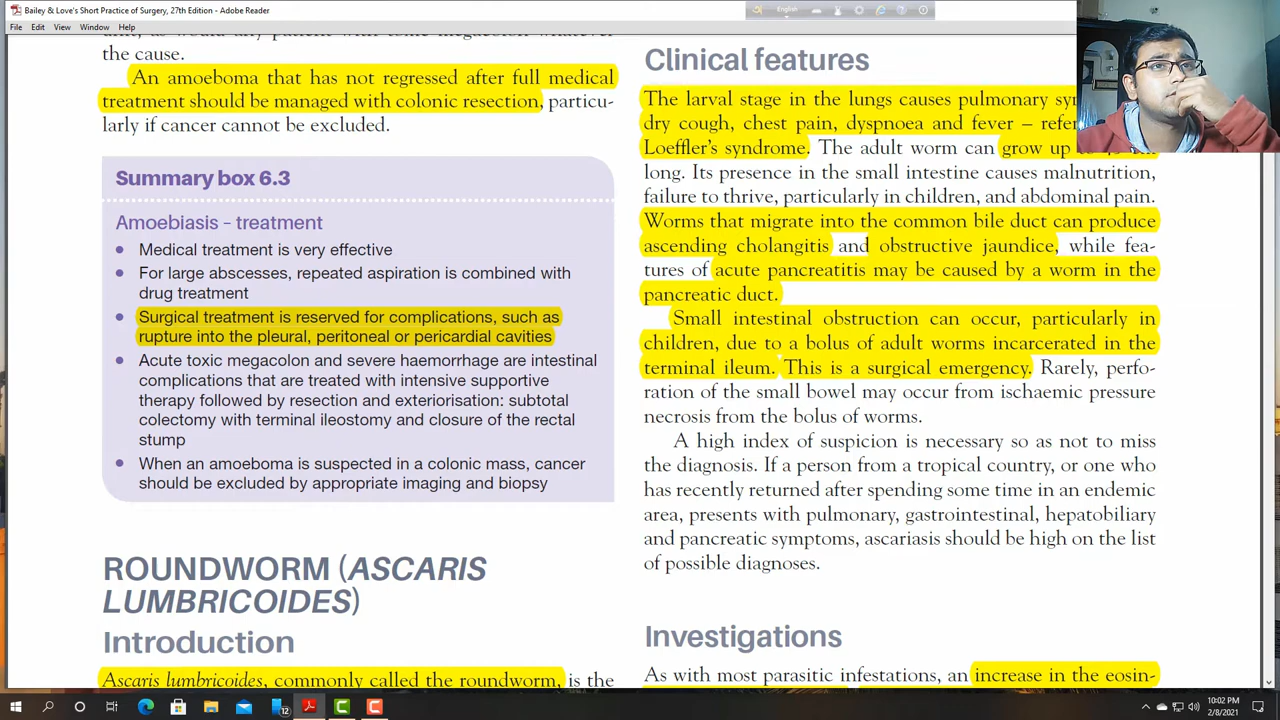 Bailey & Love's Short Practice of Surgery, 27th Edition - Adobe Reader
English
File Edit View Window Help
the cause.
An amoeboma that has not regressed after full medical
treatment should be managed with colonic resection, particu-
larly if cancer cannot be excluded.
Summary box 6.3
Amoebiasis – treatment
Medical treatment is very effective
For large abscesses, repeated aspiration is combined with
drug treatment
Surgical treatment is reserved for complications, such as
rupture into the pleural, peritoneal or pericardial cavities
Acute toxic megacolon and severe haemorrhage are intestinal
complications that are treated with intensive supportive
therapy followed by resection and exteriorisation: subtotal
colectomy with terminal ileostomy and closure of the rectal
stump
When an amoeboma is suspected in a colonic mass, cancer
should be excluded by appropriate imaging and biopsy
ROUNDWORM (ASCARIS
LUMBRICOIDES)
Introduction
Ascaris lumbricoides, commonly called the roundworm, is the
Clinical features
The larval stage in the lungs causes pulmonary
dry cough, chest pain, dyspnoea and fever –
Loeffler's syndrome. The adult worm can grow up
long. Its presence in the small intestine causes malnutrition,
failure to thrive, particularly in children, and abdominal pain.
Worms that migrate into the common bile duct can produce
ascending cholangitis and obstructive jaundice, while fea-
tures of acute pancreatitis may be caused by a worm in the
pancreatic duct.
Small intestinal obstruction can occur, particularly in
children, due to a bolus of adult worms incarcerated in the
terminal ileum. This is a surgical emergency. Rarely, perfo-
ration of the small bowel may occur from ischaemic pressure
necrosis from the bolus of worms.
A high index of suspicion is necessary so as not to miss
the diagnosis. If a person from a tropical country, or one who
has recently returned after spending some time in an endemic
area, presents with pulmonary, gastrointestinal, hepatobiliary
and pancreatic symptoms, ascariasis should be high on the list
of possible diagnoses.
Investigations
As with most parasitic infestations, an increase in the eosin-
12
10:02 PM
2/8/2021